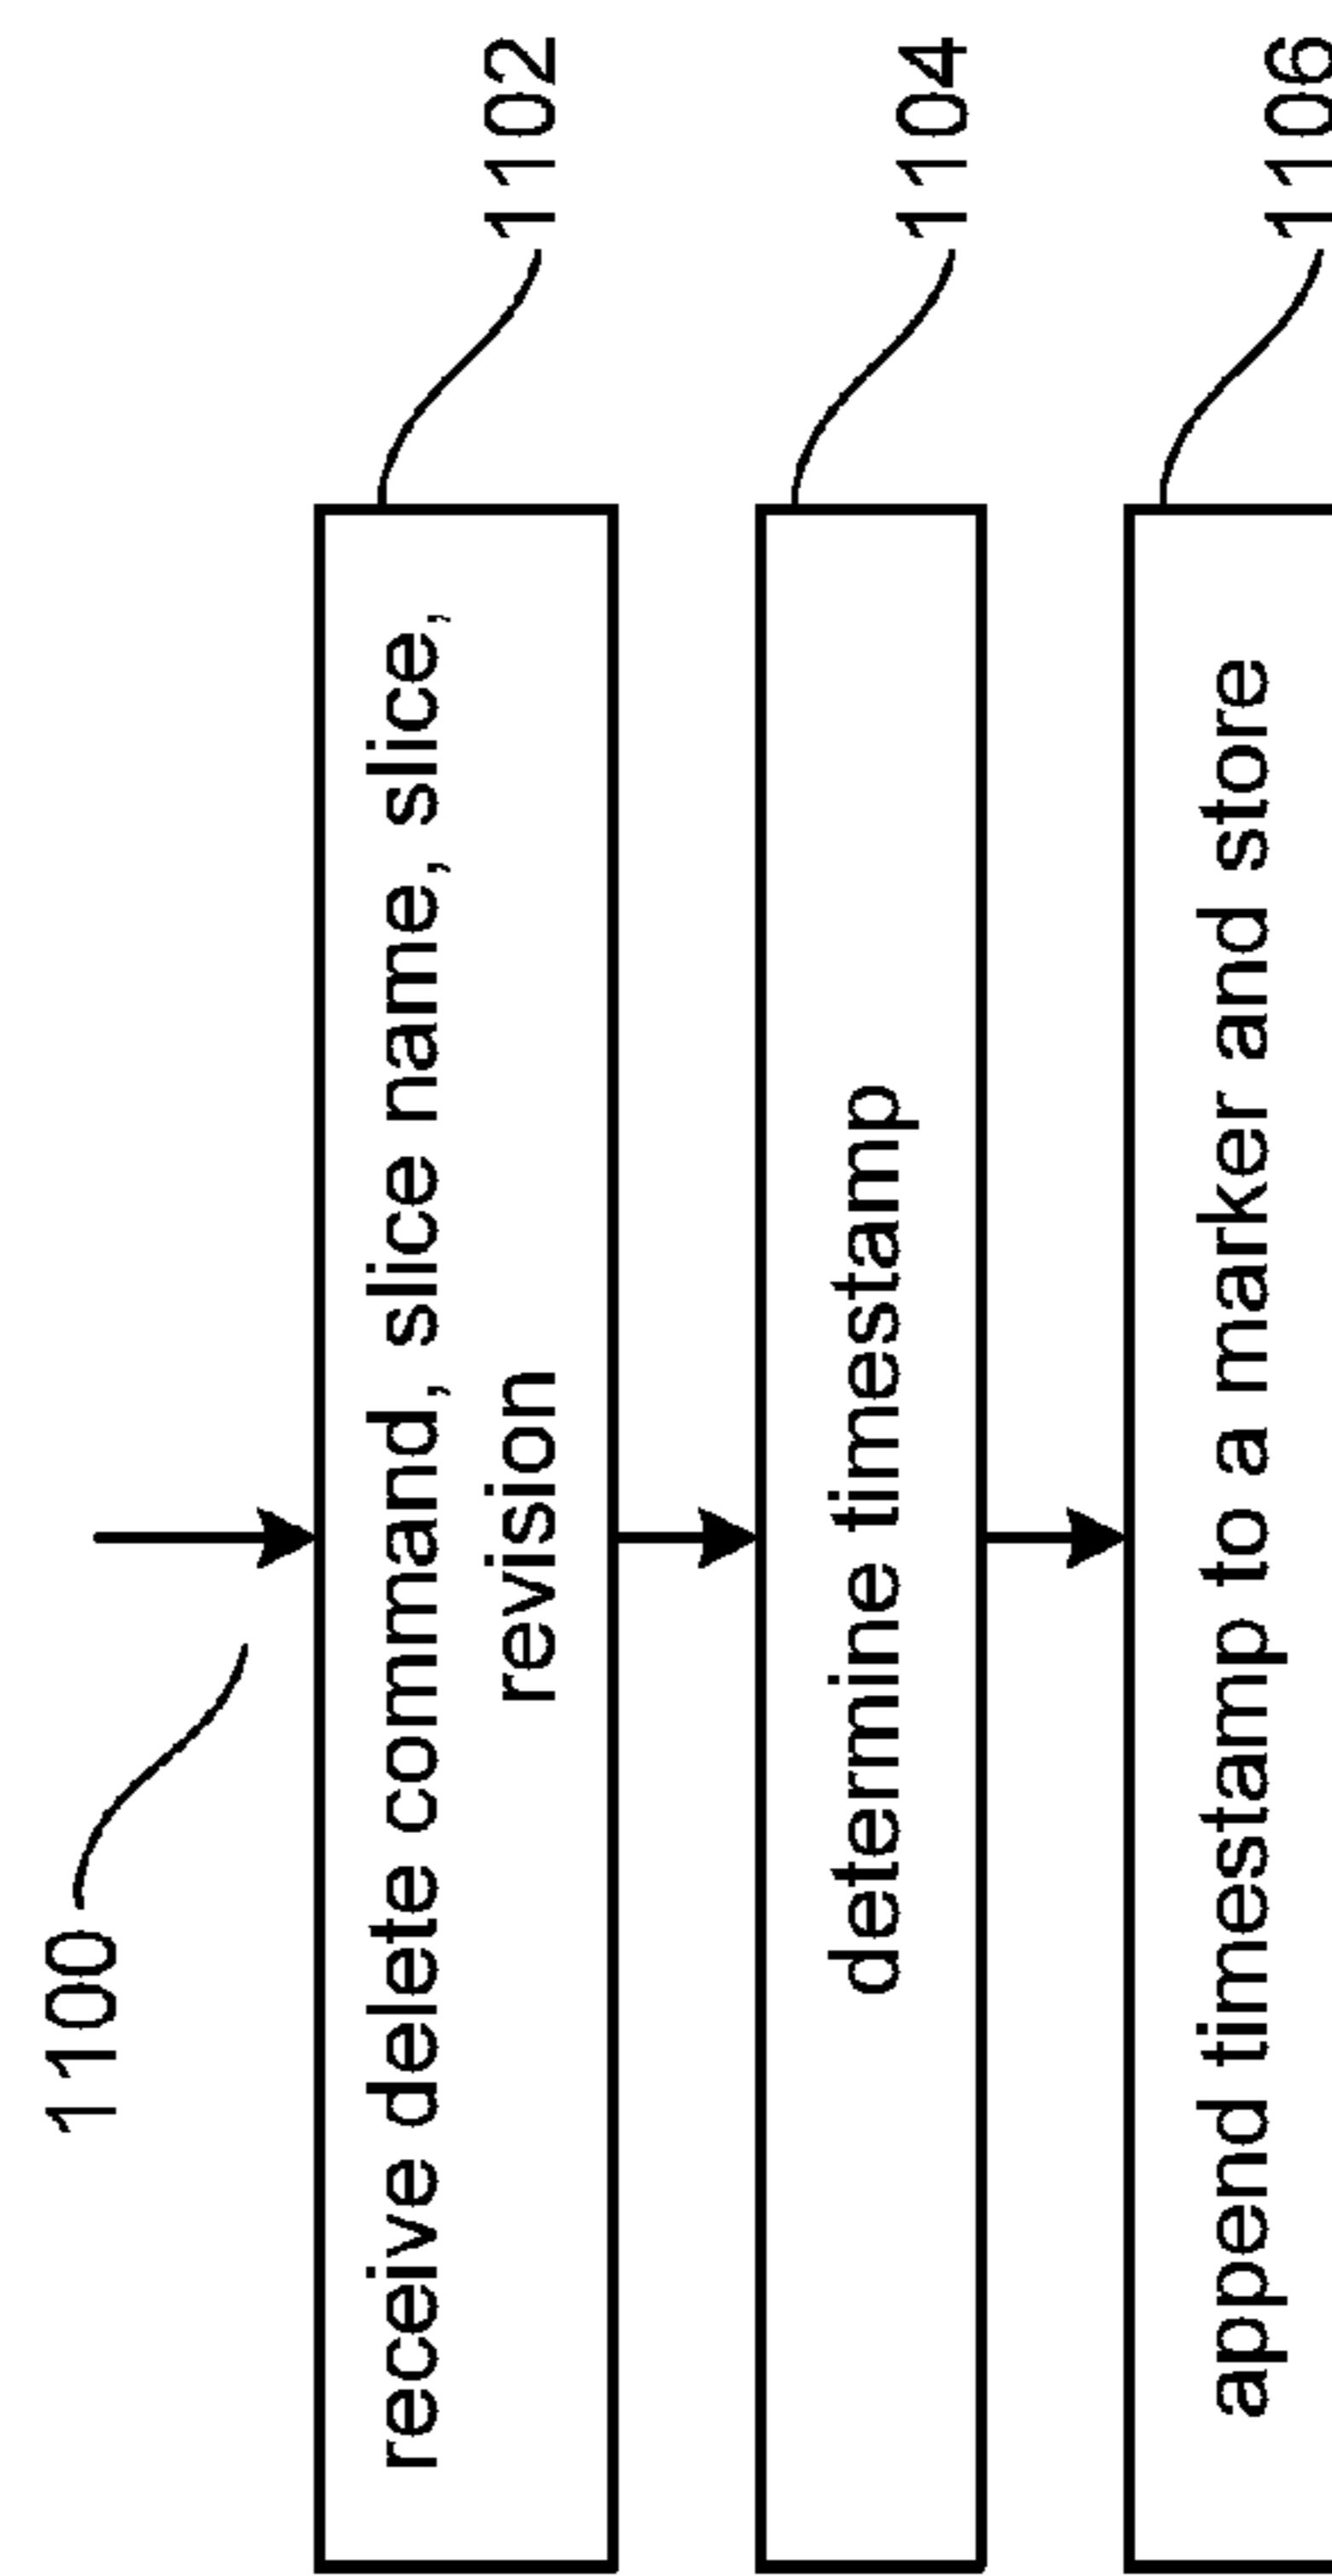 1100
receive delete command, slice name, slice,
revision
1102
determine timestamp
1104
append timestamp to a marker and store
1106